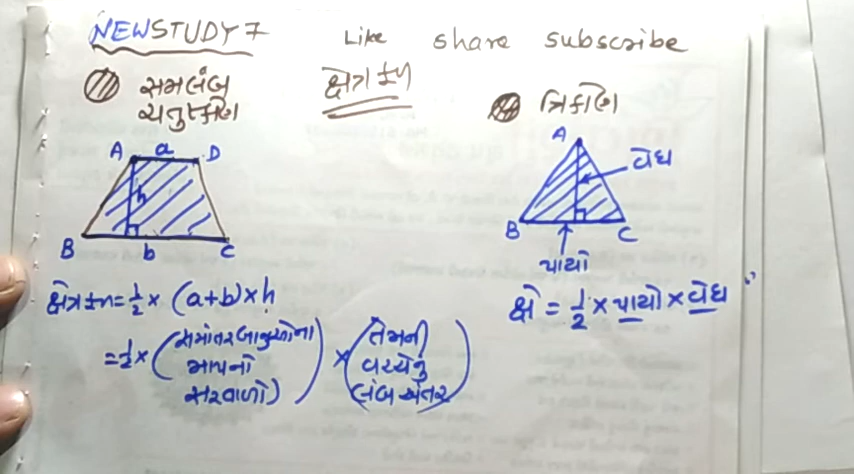 NEWSTUDY7 Like share subscribe
ક્ષેત્રફળ
સમલંબ
ચતુષ્કોણ
A a D
h
B b C
ક્ષેત્રફળ = 1/2 × (a+b) × h
= 1/2 × (સમાંતર બાજુઓના માપનો સરવાળો) × (તેમની વચ્ચેનું લંબઅંતર)
ત્રિકોણ
A
વેધ
B C
પાયો
ક્ષે = 1/2 × પાયો × વેધ